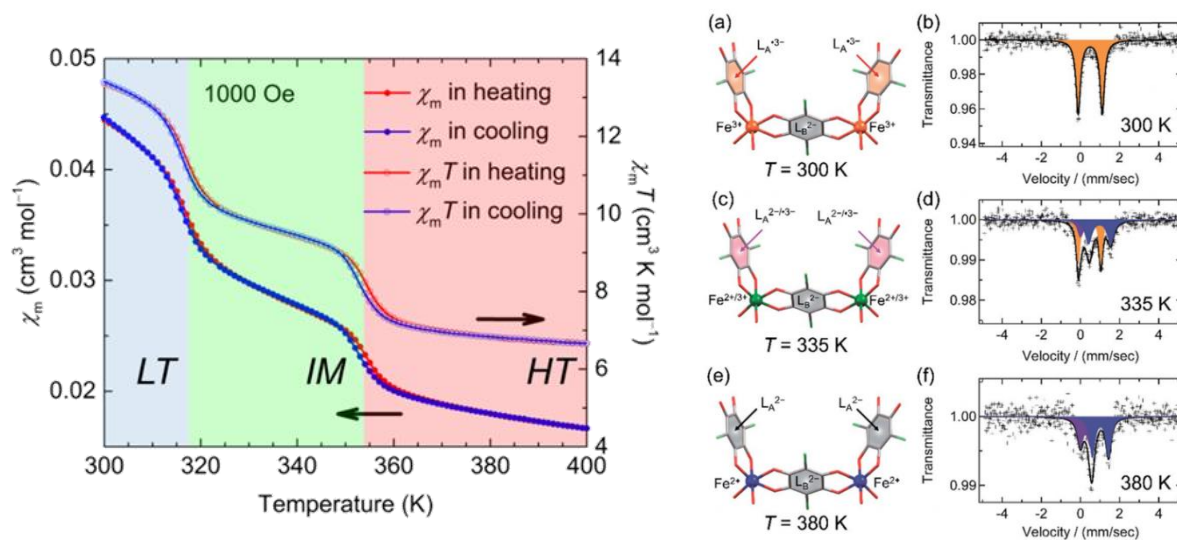 0.05
0.04
0.03
0.02
χm (cm³ mol⁻¹)
14
12
10
8
6
4
χmT (cm³ K mol⁻¹)
1000 Oe
χm in heating
χm in cooling
χmT in heating
χmT in cooling
LT
IM
HT
300 320 340 360 380 400
Temperature (K)
(a)
LA•3− LA•3−
Fe3+ LB2− Fe3+
T = 300 K
(b)
1.00
0.98
0.96
0.94
Transmittance
300 K
-4 -2 0 2 4
Velocity / (mm/sec)
(c)
LA2−/•3− LA2−/•3−
Fe2+/3+ LB2− Fe2+/3+
T = 335 K
(d)
1.00
0.99
0.98
Transmittance
335 K
-4 -2 0 2 4
Velocity / (mm/sec)
(e)
LA2− LA2−
Fe2+ LB2− Fe2+
T = 380 K
(f)
1.00
0.99
Transmittance
380 K
-4 -2 0 2 4
Velocity / (mm/sec)